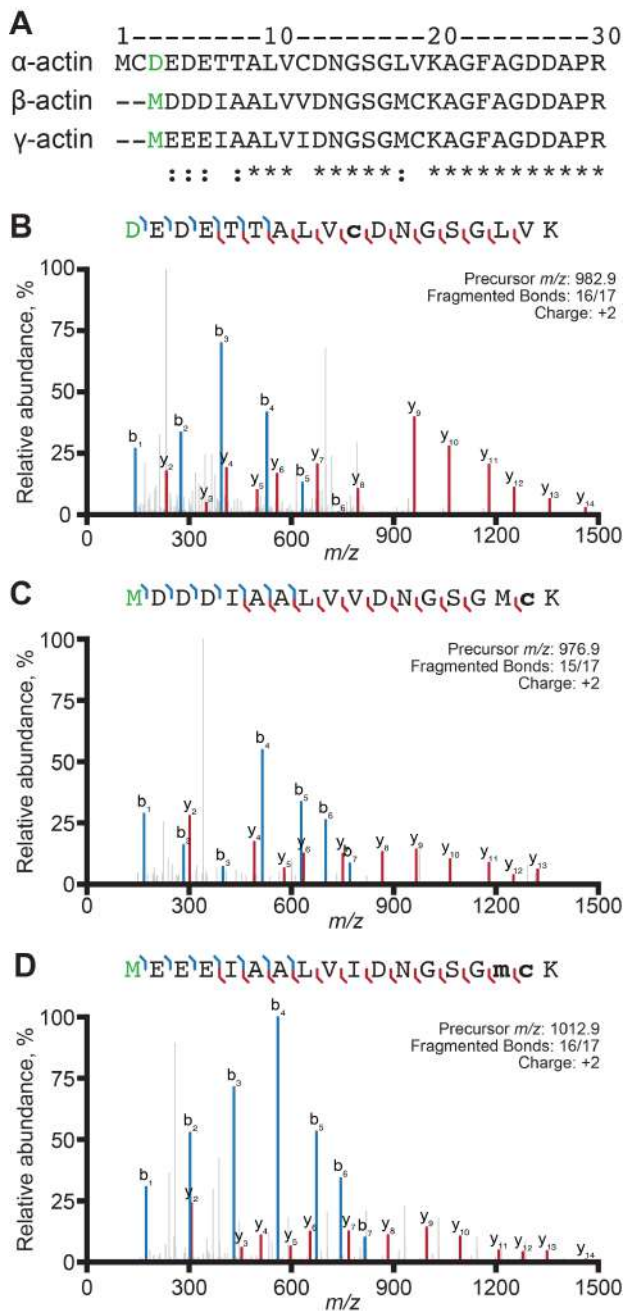 A
1--------10--------20--------30
α-actin MCDEDETTALVCDNGSGLVKAGFAGDDAPR
β-actin --MDDDIAALVVDNGSGMCKAGFAGDDAPR
γ-actin --MEEEIAALVIDNGSGMCKAGFAGDDAPR
::: :*** *****: ***********
B
DEDETTALVcDNGSGLVK
Precursor m/z: 982.9
Fragmented Bonds: 16/17
Charge: +2
Relative abundance, %
100
75
50
25
0
b1 y2 b2 y3 b3 y4 y5 b4 y6 b5 y7 b6 y8 y9 y10 y11 y12 y13 y14
0 300 600 900 1200 1500
m/z
C
MDDDIAALVVDNGSGMcK
Precursor m/z: 976.9
Fragmented Bonds: 15/17
Charge: +2
Relative abundance, %
100
75
50
25
0
b1 b2 y2 b3 y4 b4 y5 b5 y6 b6 y7 b7 y8 y9 y10 y11 y12 y13
0 300 600 900 1200 1500
m/z
D
MEEEIAALVIDNGSGmcK
Precursor m/z: 1012.9
Fragmented Bonds: 16/17
Charge: +2
Relative abundance, %
100
75
50
25
0
b1 b2 y2 b3 y3 y4 b4 y5 y6 b5 b6 y7 b7 y8 y9 y10 y11 y12 y13 y14
0 300 600 900 1200 1500
m/z